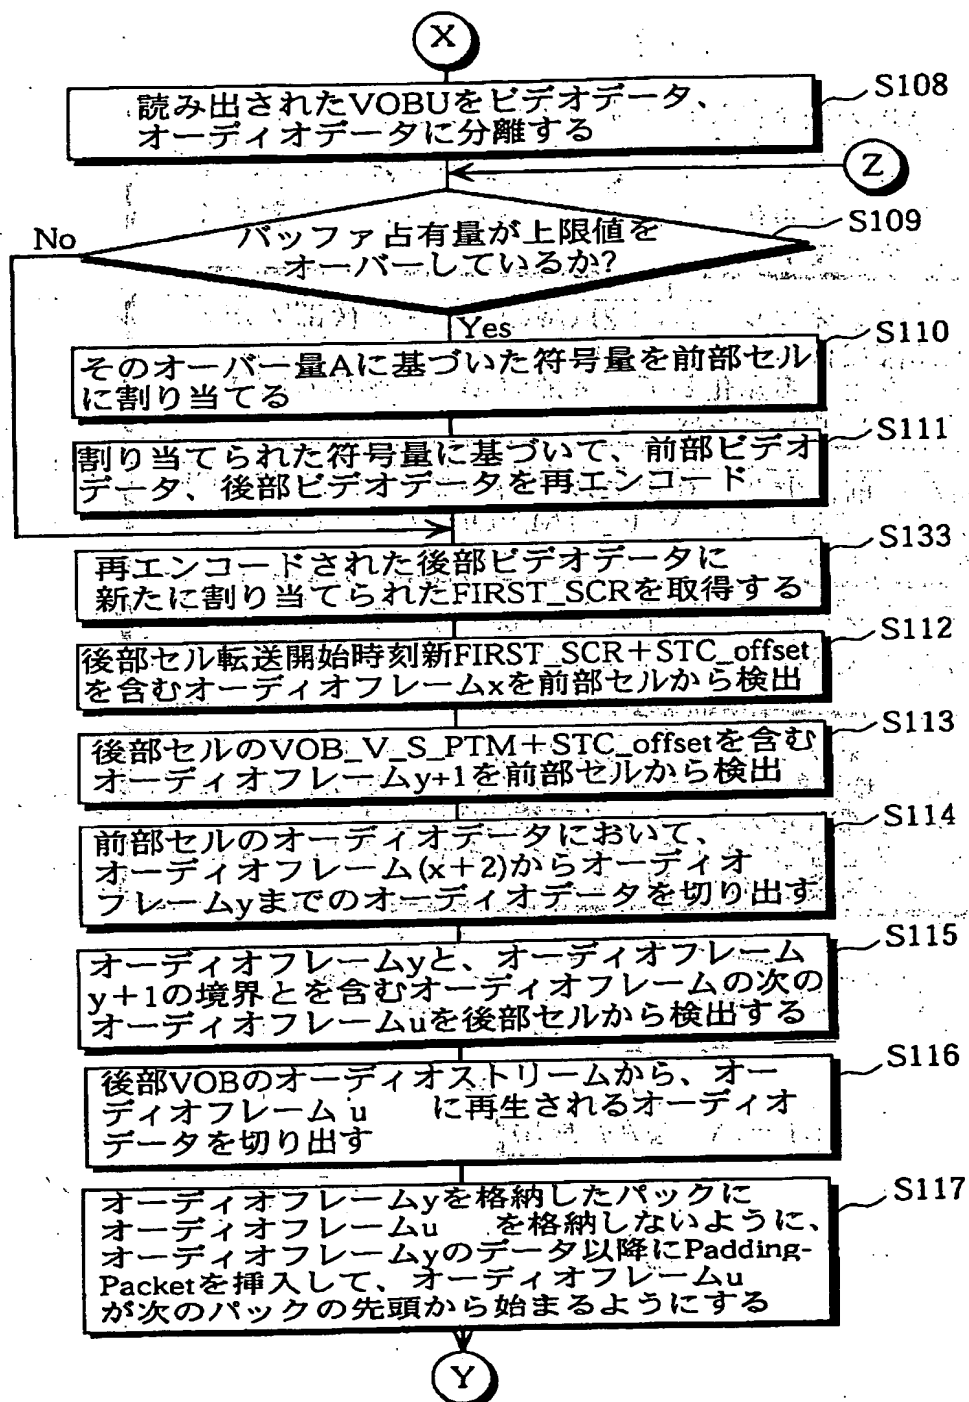 X
S108
読み出されたVOBUをビデオデータ、
オーディオデータに分離する
Z
S109
No
バッファ占有量が上限値を
オーバーしているか?
Yes
S110
そのオーバー量Aに基づいた符号量を前部セル
に割り当てる
S111
割り当てられた符号量に基づいて、前部ビデオ
データ、後部ビデオデータを再エンコード
S133
再エンコードされた後部ビデオデータに
新たに割り当てられたFIRST_SCRを取得する
S112
後部セル転送開始時刻新FIRST_SCR+STC_offset
を含むオーディオフレームxを前部セルから検出
S113
後部セルのVOB_V_S_PTM+STC_offsetを含む
オーディオフレームy+1を前部セルから検出
S114
前部セルのオーディオデータにおいて、
オーディオフレーム(x+2)からオーディオ
フレームyまでのオーディオデータを切り出す
S115
オーディオフレームyと、オーディオフレーム
y+1の境界とを含むオーディオフレームの次の
オーディオフレームuを後部セルから検出する
S116
後部VOBのオーディオストリームから、オー
ディオフレーム u に再生されるオーディオ
データを切り出す
S117
オーディオフレームyを格納したパックに
オーディオフレームu を格納しないように、
オーディオフレームyのデータ以降にPadding-
Packetを挿入して、オーディオフレームu
が次のパックの先頭から始まるようにする
Y